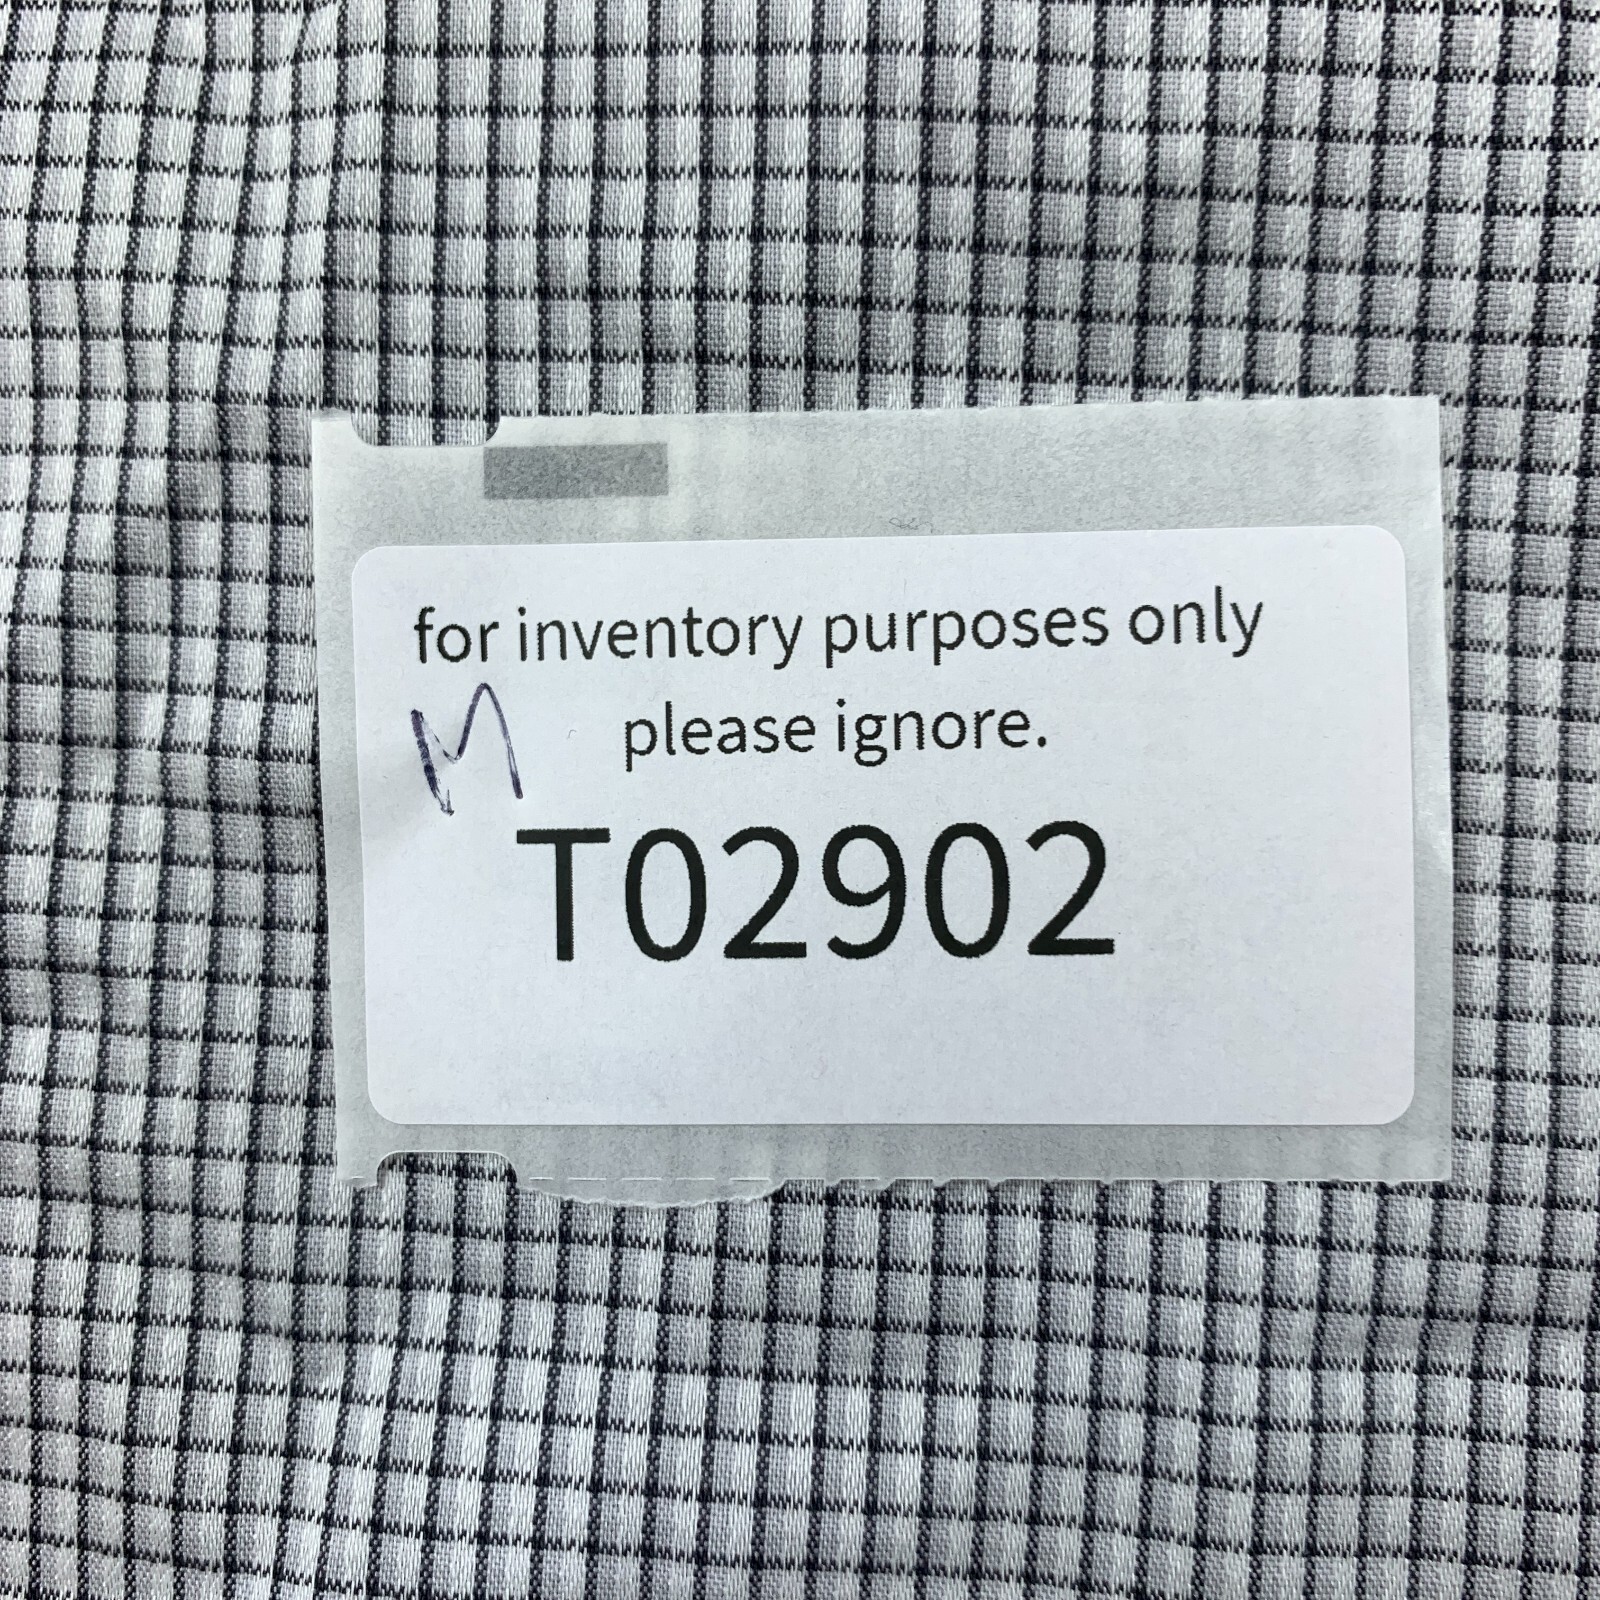 for inventory purposes only
M please ignore.
T02902